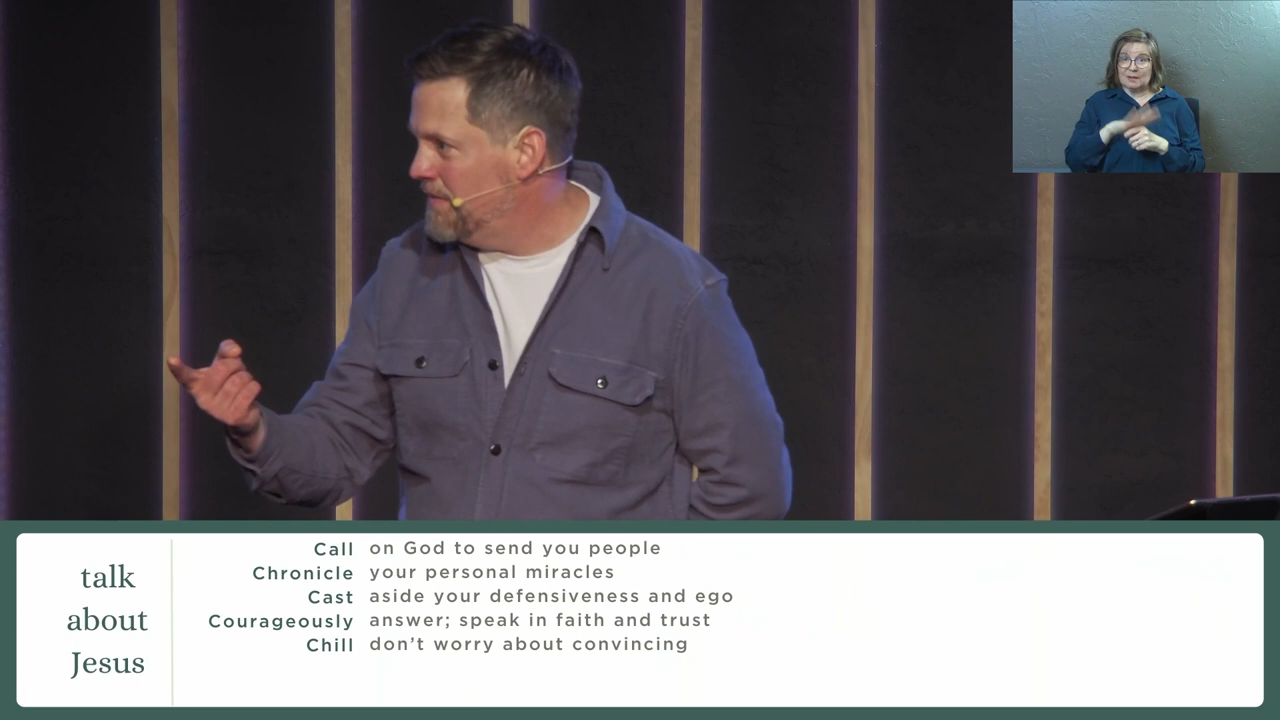 talk
about
Jesus
Call on God to send you people
Chronicle your personal miracles
Cast aside your defensiveness and ego
Courageously answer; speak in faith and trust
Chill don’t worry about convincing